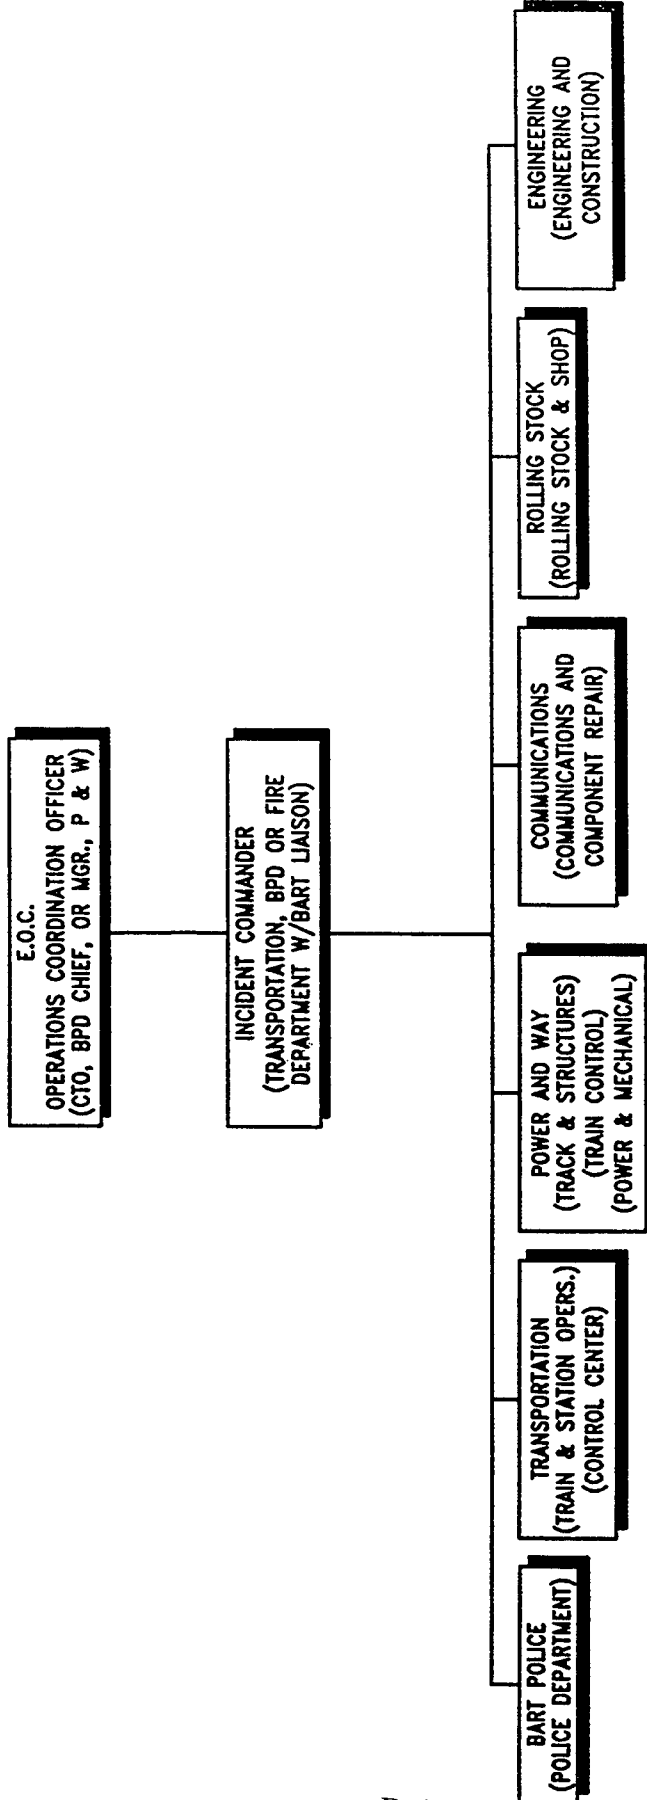 E.O.C.
OPERATIONS COORDINATION OFFICER
(CTO, BPD CHIEF, OR MGR., P & W)
INCIDENT COMMANDER
(TRANSPORTATION, BPD OR FIRE
DEPARTMENT W/BART LIAISON)
BART POLICE
(POLICE DEPARTMENT)
TRANSPORTATION
(TRAIN & STATION OPERS.)
(CONTROL CENTER)
POWER AND WAY
(TRACK & STRUCTURES)
(TRAIN CONTROL)
(POWER & MECHANICAL)
COMMUNICATIONS
(COMMUNICATIONS AND
COMPONENT REPAIR)
ROLLING STOCK
(ROLLING STOCK & SHOP)
ENGINEERING
(ENGINEERING AND
CONSTRUCTION)